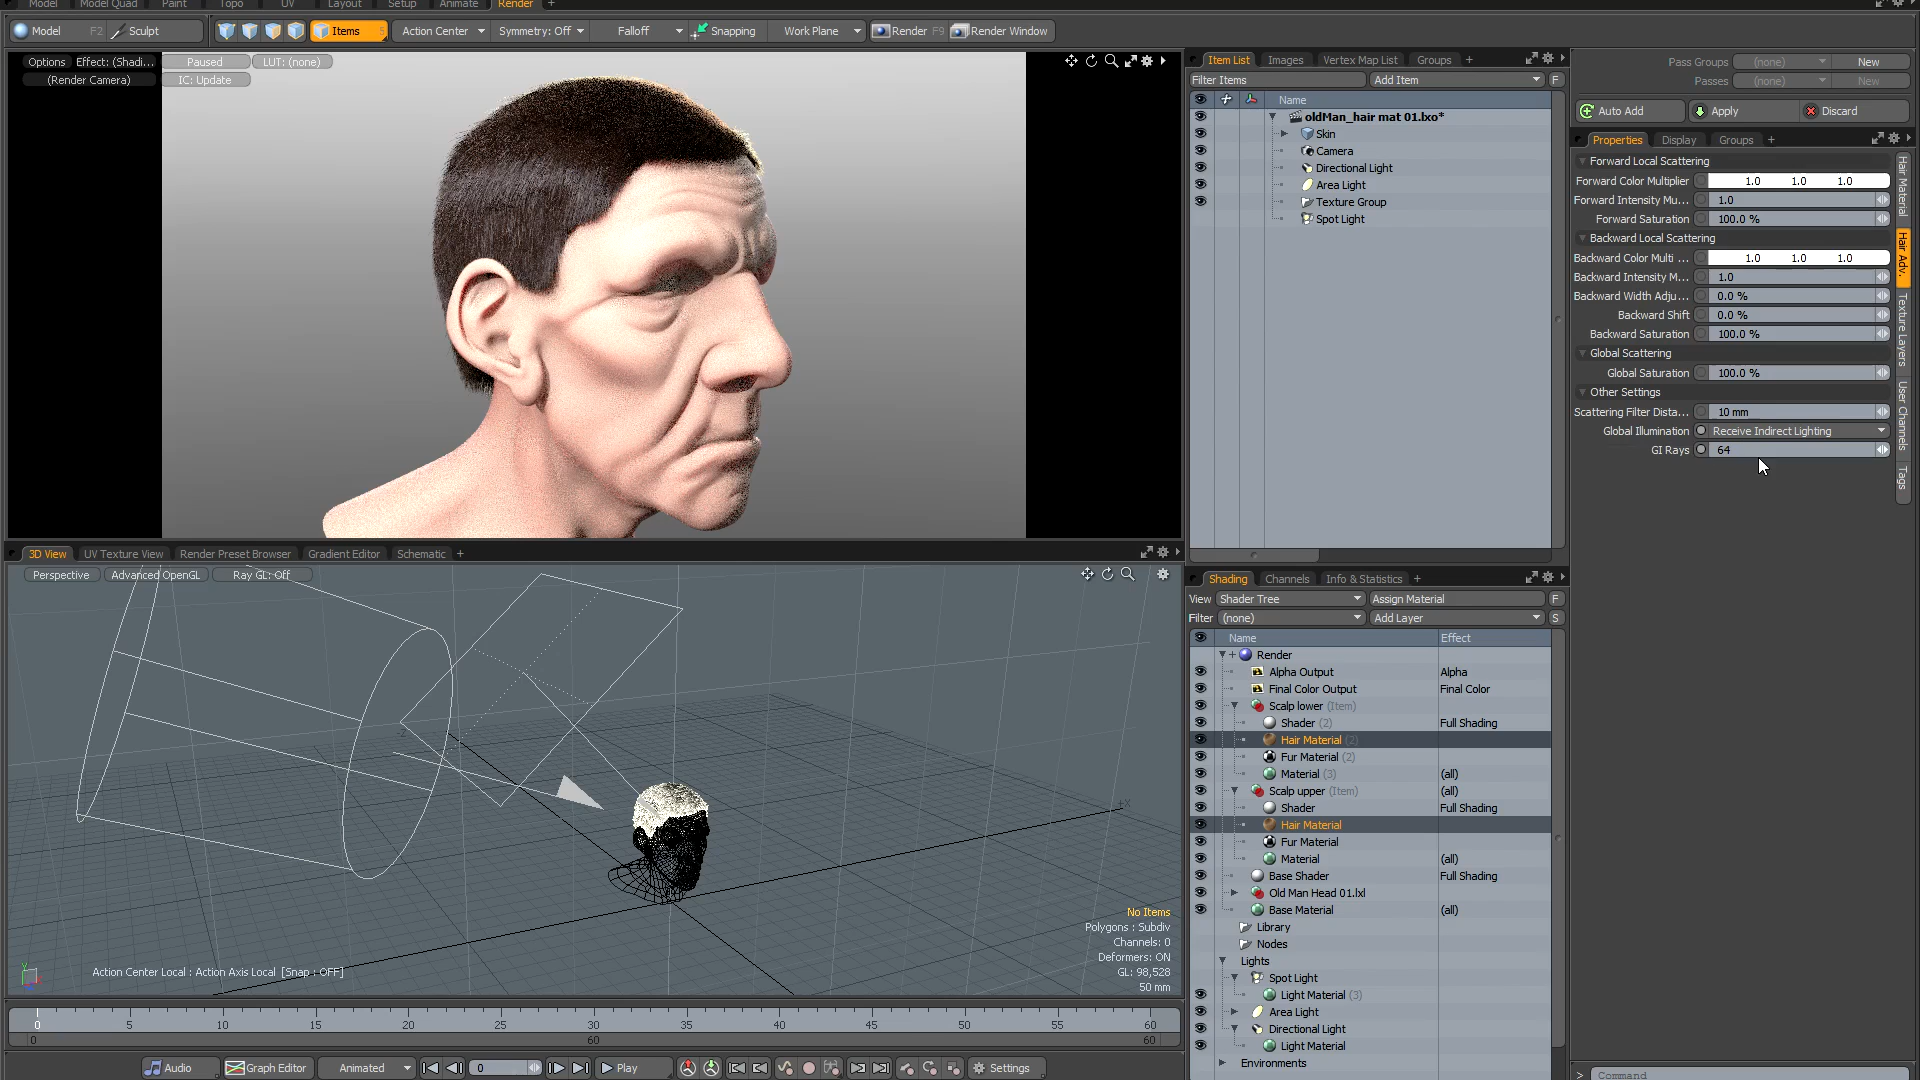 Model Model Quad Paint Topo UV Layout Setup Animate Render +
Model F2 Sculpt Items 5 Action Center Symmetry: Off Falloff Snapping Work Plane Render F9 Render Window
Options Effect: (Shadi... Paused LUT: (none)
(Render Camera) IC: Update
3D View UV Texture View Render Preset Browser Gradient Editor Schematic +
Perspective Advanced OpenGL Ray GL: Off
+X
-Z
No Items
Polygons : Subdiv
Channels: 0
Deformers: ON
GL: 98,528
50 mm
Action Center Local : Action Axis Local [Snap : OFF]
0 5 10 15 20 25 30 35 40 45 50 55 60
0 60 60
Audio Graph Editor Animated 0 Play Settings
Item List Images Vertex Map List Groups +
Filter Items Add Item F
Name
oldMan_hair mat 01.lxo*
Skin
Camera
Directional Light
Area Light
Texture Group
Spot Light
Shading Channels Info & Statistics +
View Shader Tree Assign Material F
Filter (none) Add Layer S
Name Effect
Render
Alpha Output Alpha
Final Color Output Final Color
Scalp lower (Item)
Shader (2) Full Shading
Hair Material (2)
Fur Material (2)
Material (3) (all)
Scalp upper (Item) (all)
Shader Full Shading
Hair Material
Fur Material
Material (all)
Base Shader Full Shading
Old Man Head 01.lxl
Base Material (all)
Library
Nodes
Lights
Spot Light
Light Material (3)
Area Light
Directional Light
Light Material
Environments
Pass Groups (none) New
Passes (none) New
Auto Add Apply Discard
Properties Display Groups +
Forward Local Scattering
Forward Color Multiplier 1.0 1.0 1.0
Forward Intensity Mu... 1.0
Forward Saturation 100.0 %
Backward Local Scattering
Backward Color Multi ... 1.0 1.0 1.0
Backward Intensity M... 1.0
Backward Width Adju... 0.0 %
Backward Shift 0.0 %
Backward Saturation 100.0 %
Global Scattering
Global Saturation 100.0 %
Other Settings
Scattering Filter Dista... 10 mm
Global Illumination Receive Indirect Lighting
GI Rays 64
Hair Material
Hair Adv.
Texture Layers
User Channels
Tags
> Command